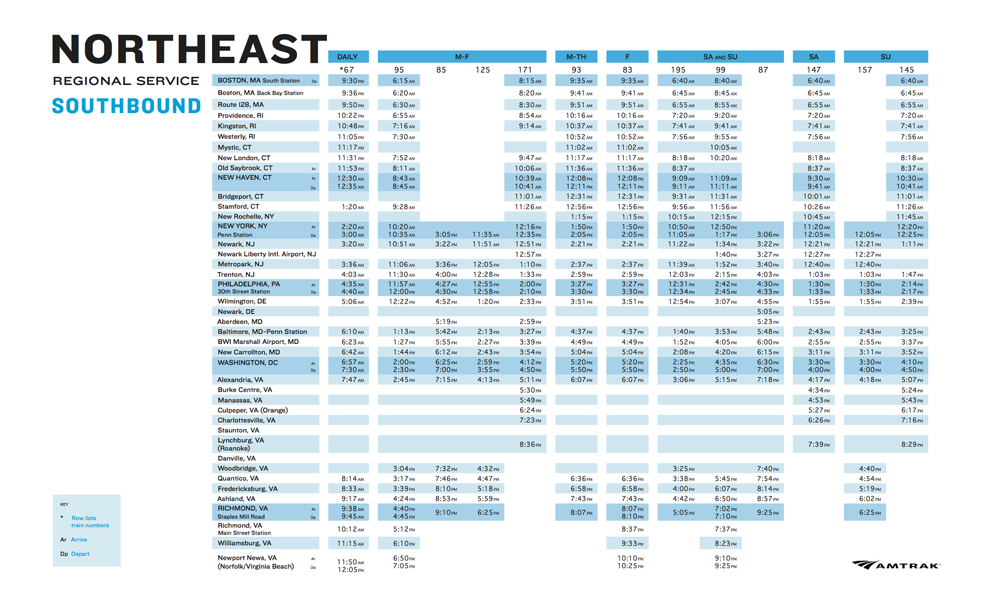 NORTHEAST
REGIONAL SERVICE
SOUTHBOUND
DAILY M-F M-TH F SA AND SU SA SU
*67 95 85 125 171 93 83 195 99 87 147 157 145
BOSTON, MA South Station Dp 9:30PM 6:15AM 8:15AM 9:35AM 9:35AM 6:40AM 8:40AM 6:40AM 6:40AM
Boston, MA Back Bay Station 9:36PM 6:20AM 8:20AM 9:41AM 9:41AM 6:45AM 8:45AM 6:45AM 6:45AM
Route 128, MA 9:50PM 6:30AM 8:30AM 9:51AM 9:51AM 6:55AM 8:55AM 6:55AM 6:55AM
Providence, RI 10:22PM 6:55AM 8:54AM 10:16AM 10:16AM 7:20AM 9:20AM 7:20AM 7:20AM
Kingston, RI 10:48PM 7:16AM 9:14AM 10:37AM 10:37AM 7:41AM 9:41AM 7:41AM 7:41AM
Westerly, RI 11:05PM 7:30AM 10:52AM 10:52AM 7:56AM 9:55AM 7:56AM 7:56AM
Mystic, CT 11:17PM 11:02AM 11:02AM 10:05AM
New London, CT 11:31PM 7:52AM 9:47AM 11:17AM 11:17AM 8:18AM 10:20AM 8:18AM 8:18AM
Old Saybrook, CT Ar 11:53PM 8:11AM 10:06AM 11:36AM 11:36AM 8:37AM 8:37AM 8:37AM
NEW HAVEN, CT Ar 12:30AM 8:43AM 10:39AM 12:08PM 12:08PM 9:09AM 11:09AM 9:30AM 10:30AM
Dp 12:35AM 8:45AM 10:41AM 12:11PM 12:11PM 9:11AM 11:11AM 9:41AM 10:41AM
Bridgeport, CT 11:01AM 12:31PM 12:31PM 9:31AM 11:31AM 10:01AM 11:01AM
Stamford, CT 1:20AM 9:28AM 11:26AM 12:56PM 12:56PM 9:56AM 11:56AM 10:26AM 11:26AM
New Rochelle, NY 1:15PM 1:15PM 10:15AM 12:15PM 10:45AM 11:45AM
NEW YORK, NY Ar 2:20AM 10:20AM 12:16PM 1:50PM 1:50PM 10:50AM 12:50PM 11:20AM 12:20PM
Penn Station Dp 3:00AM 10:35AM 3:05PM 11:35AM 12:35PM 2:05PM 2:05PM 11:05AM 1:17PM 3:06PM 12:05PM 12:05PM 12:25PM
Newark, NJ 3:20AM 10:51AM 3:22PM 11:51AM 12:51PM 2:21PM 2:21PM 11:22AM 1:34PM 3:22PM 12:21PM 12:21PM 1:11PM
Newark Liberty Intl. Airport, NJ 12:57PM 1:40PM 3:27PM 12:27PM 12:27PM
Metropark, NJ 3:36AM 11:06AM 3:36PM 12:05PM 1:10PM 2:37PM 2:37PM 11:39AM 1:52PM 3:40PM 12:40PM 12:40PM
Trenton, NJ 4:03AM 11:30AM 4:00PM 12:28PM 1:33PM 2:59PM 2:59PM 12:03PM 2:15PM 4:03PM 1:03PM 1:03PM 1:47PM
PHILADELPHIA, PA Ar 4:35AM 11:57AM 4:27PM 12:55PM 2:00PM 3:27PM 3:27PM 12:31PM 2:42PM 4:30PM 1:30PM 1:30PM 2:14PM
30th Street Station Dp 4:40AM 12:00PM 4:30PM 12:58PM 2:10PM 3:30PM 3:30PM 12:34PM 2:45PM 4:33PM 1:33PM 1:33PM 2:17PM
Wilmington, DE 5:06AM 12:22PM 4:52PM 1:20PM 2:33PM 3:51PM 3:51PM 12:54PM 3:07PM 4:55PM 1:55PM 1:55PM 2:39PM
Newark, DE 5:05PM
Aberdeen, MD 5:19PM 2:59PM 5:23PM
Baltimore, MD-Penn Station 6:10AM 1:13PM 5:42PM 2:13PM 3:27PM 4:37PM 4:37PM 1:40PM 3:53PM 5:48PM 2:43PM 2:43PM 3:25PM
BWI Marshall Airport, MD 6:23AM 1:27PM 5:55PM 2:27PM 3:39PM 4:49PM 4:49PM 1:52PM 4:05PM 6:00PM 2:55PM 2:55PM 3:37PM
New Carrollton, MD 6:42AM 1:44PM 6:12PM 2:43PM 3:54PM 5:04PM 5:04PM 2:08PM 4:20PM 6:15PM 3:11PM 3:11PM 3:52PM
WASHINGTON, DC Ar 6:57AM 2:00PM 6:25PM 2:59PM 4:12PM 5:20PM 5:20PM 2:25PM 4:35PM 6:30PM 3:30PM 3:30PM 4:10PM
Dp 7:30AM 2:30PM 7:00PM 3:55PM 4:50PM 5:50PM 5:50PM 2:50PM 5:00PM 7:00PM 4:00PM 4:00PM 4:50PM
Alexandria, VA 7:47AM 2:45PM 7:15PM 4:13PM 5:11PM 6:07PM 6:07PM 3:06PM 5:15PM 7:18PM 4:17PM 4:18PM 5:07PM
Burke Centre, VA 5:30PM 4:34PM 5:24PM
Manassas, VA 5:49PM 4:53PM 5:43PM
Culpeper, VA (Orange) 6:24PM 5:27PM 6:17PM
Charlottesville, VA 7:23PM 6:26PM 7:16PM
Staunton, VA
Lynchburg, VA
(Roanoke) 8:36PM 7:39PM 8:29PM
Danville, VA
Woodbridge, VA 3:04PM 7:32PM 4:32PM 3:25PM 7:40PM 4:40PM
Quantico, VA 8:14AM 3:17PM 7:46PM 4:47PM 6:36PM 6:36PM 3:38PM 5:45PM 7:54PM 4:54PM
Fredericksburg, VA 8:33AM 3:39PM 8:10PM 5:18PM 6:58PM 6:58PM 4:00PM 6:07PM 8:14PM 5:19PM
Ashland, VA 9:17AM 4:24PM 8:53PM 5:59PM 7:43PM 7:43PM 4:42PM 6:50PM 8:57PM 6:02PM
RICHMOND, VA Ar 9:38AM 4:40PM 9:10PM 6:25PM 8:07PM 8:07PM 5:05PM 7:02PM 9:25PM 6:25PM
Staples Mill Road Dp 9:45AM 4:45PM 8:10PM 7:10PM
Richmond, VA
Main Street Station 10:12AM 5:12PM 8:37PM 7:37PM
Williamsburg, VA 11:15AM 6:10PM 9:33PM 8:23PM
Newport News, VA Ar 11:50AM 6:50PM 10:10PM 9:10PM
(Norfolk/Virginia Beach) Dp 12:05PM 7:05PM 10:25PM 9:25PM
KEY
* Row lists
train numbers
Ar Arrive
Dp Depart
AMTRAK